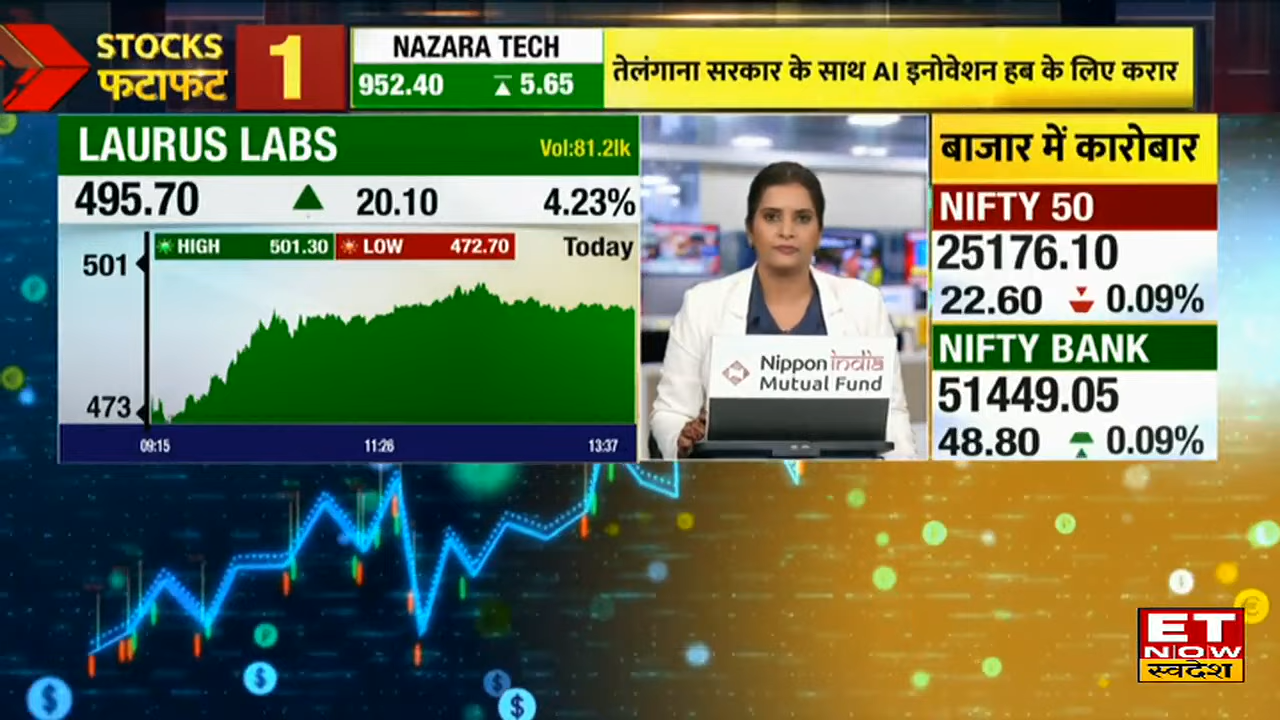 STOCKS
फटाफट
1
NAZARA TECH
952.40 5.65
तेलंगाना सरकार के साथ AI इनोवेशन हब के लिए करार
LAURUS LABS
Vol:81.2lk
495.70 20.10 4.23%
HIGH 501.30 LOW 472.70 Today
501
473
09:15 11:26 13:37
Nippon india
Mutual Fund
बाजार में कारोबार
NIFTY 50
25176.10
22.60 0.09%
NIFTY BANK
51449.05
48.80 0.09%
ET
NOW
स्वदेश